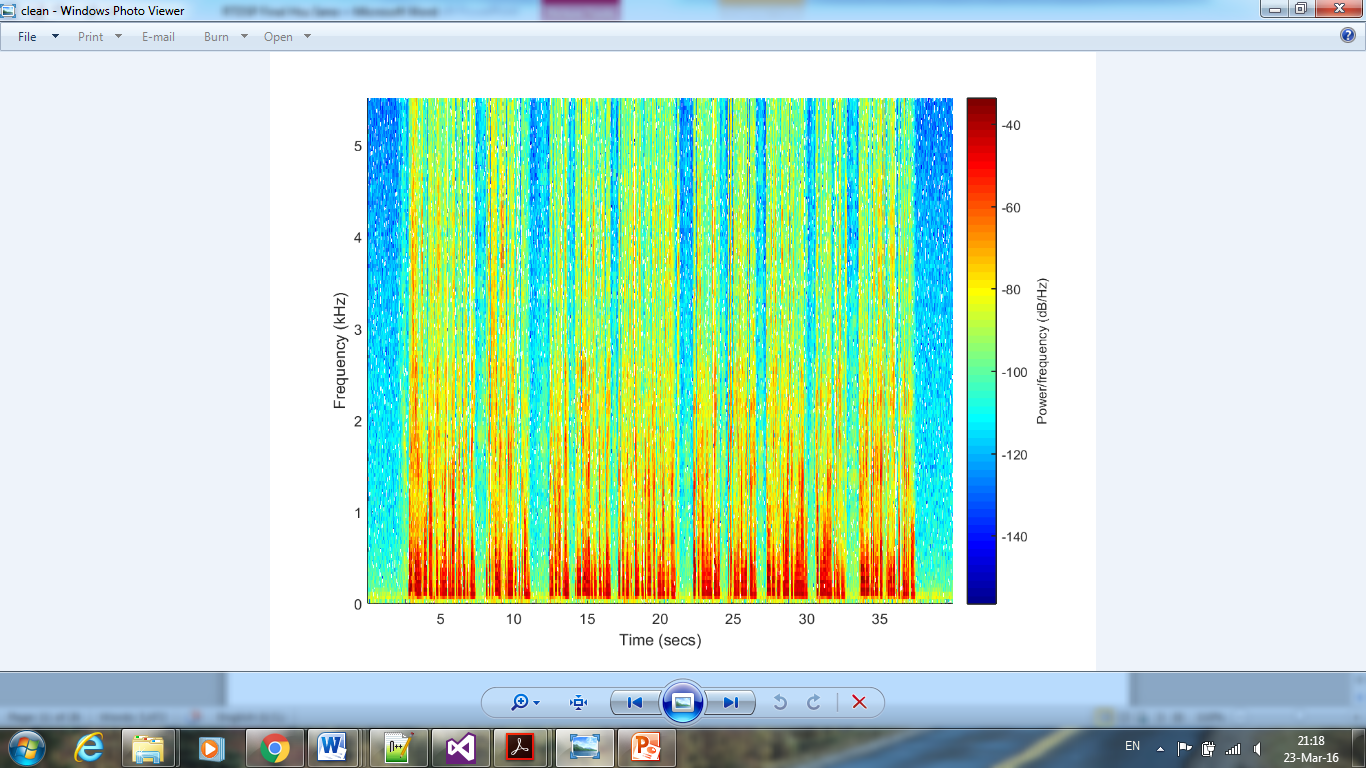 clean - Windows Photo Viewer
File Print E-mail Burn Open
5
4
3
2
1
0
Frequency (kHz)
5 10 15 20 25 30 35
Time (secs)
-40
-60
-80
-100
-120
-140
Power/frequency (dB/Hz)
EN
21:18
23-Mar-16